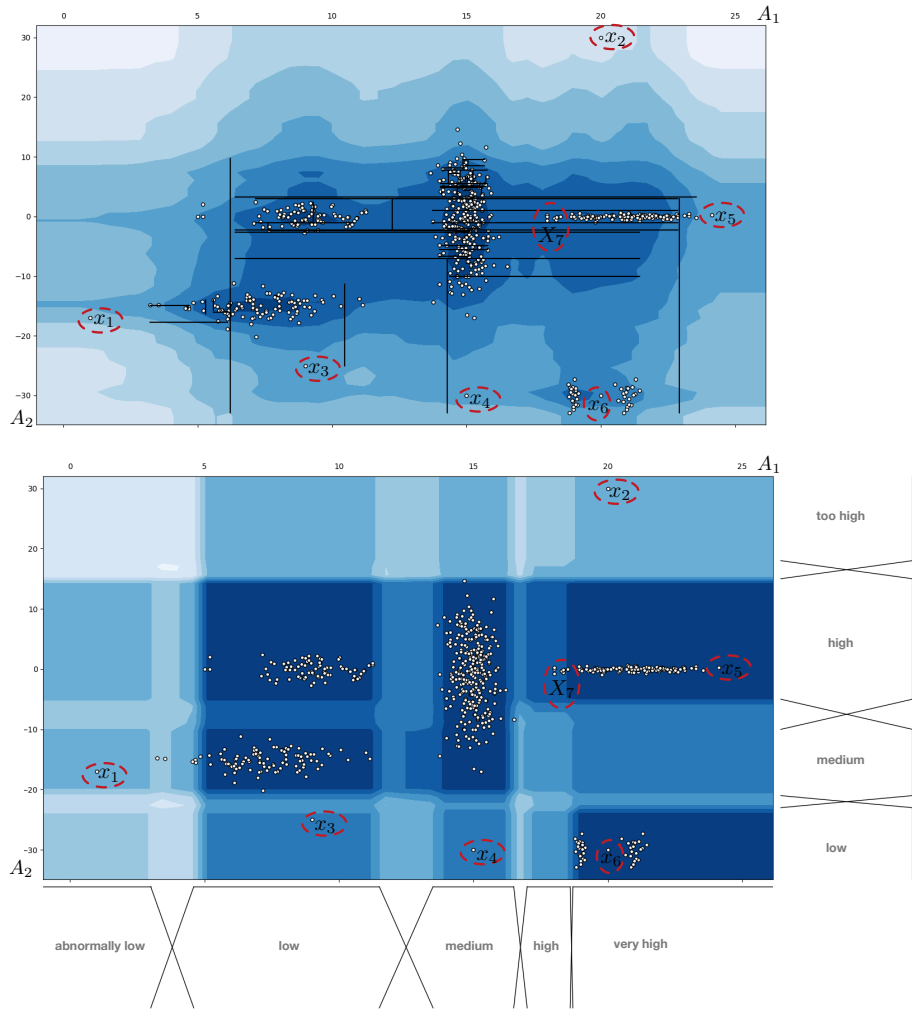 0 5 10 15 20 25 A₁
30
x₂
20
10
0
x₅
X₇
−10
x₁
−20
x₃
−30
x₄
x₆
A₂
0 5 10 15 20 25 A₁
30
x₂
too high
20
10
high
0
x₅
X₇
−10
medium
x₁
−20
x₃
−30
x₄
x₆
low
A₂
abnormally low low medium high very high